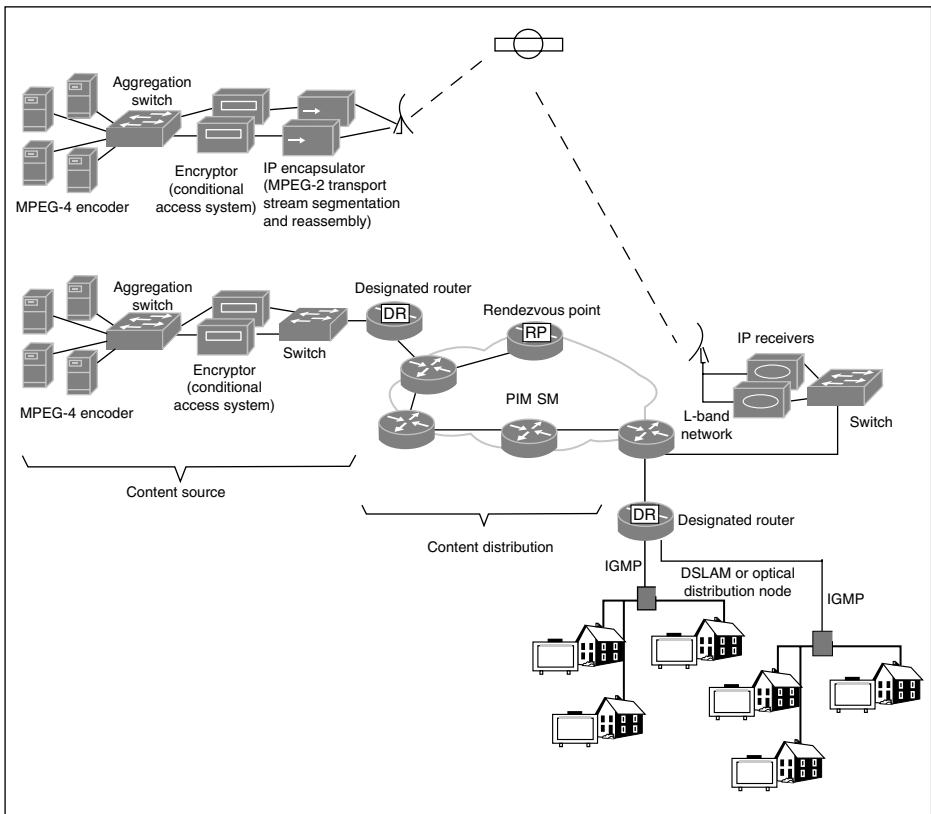 Aggregation
switch
Encryptor
(conditional
access system)
IP encapsulator
(MPEG-2 transport
stream segmentation
and reassembly)
MPEG-4 encoder
Aggregation
switch
Designated router
DR
Rendezvous point
RP
Switch
Encryptor
(conditional
access system)
MPEG-4 encoder
PIM SM
IP receivers
L-band
network
Switch
Content source
Content distribution
DR
Designated router
IGMP
DSLAM or optical
distribution node
IGMP